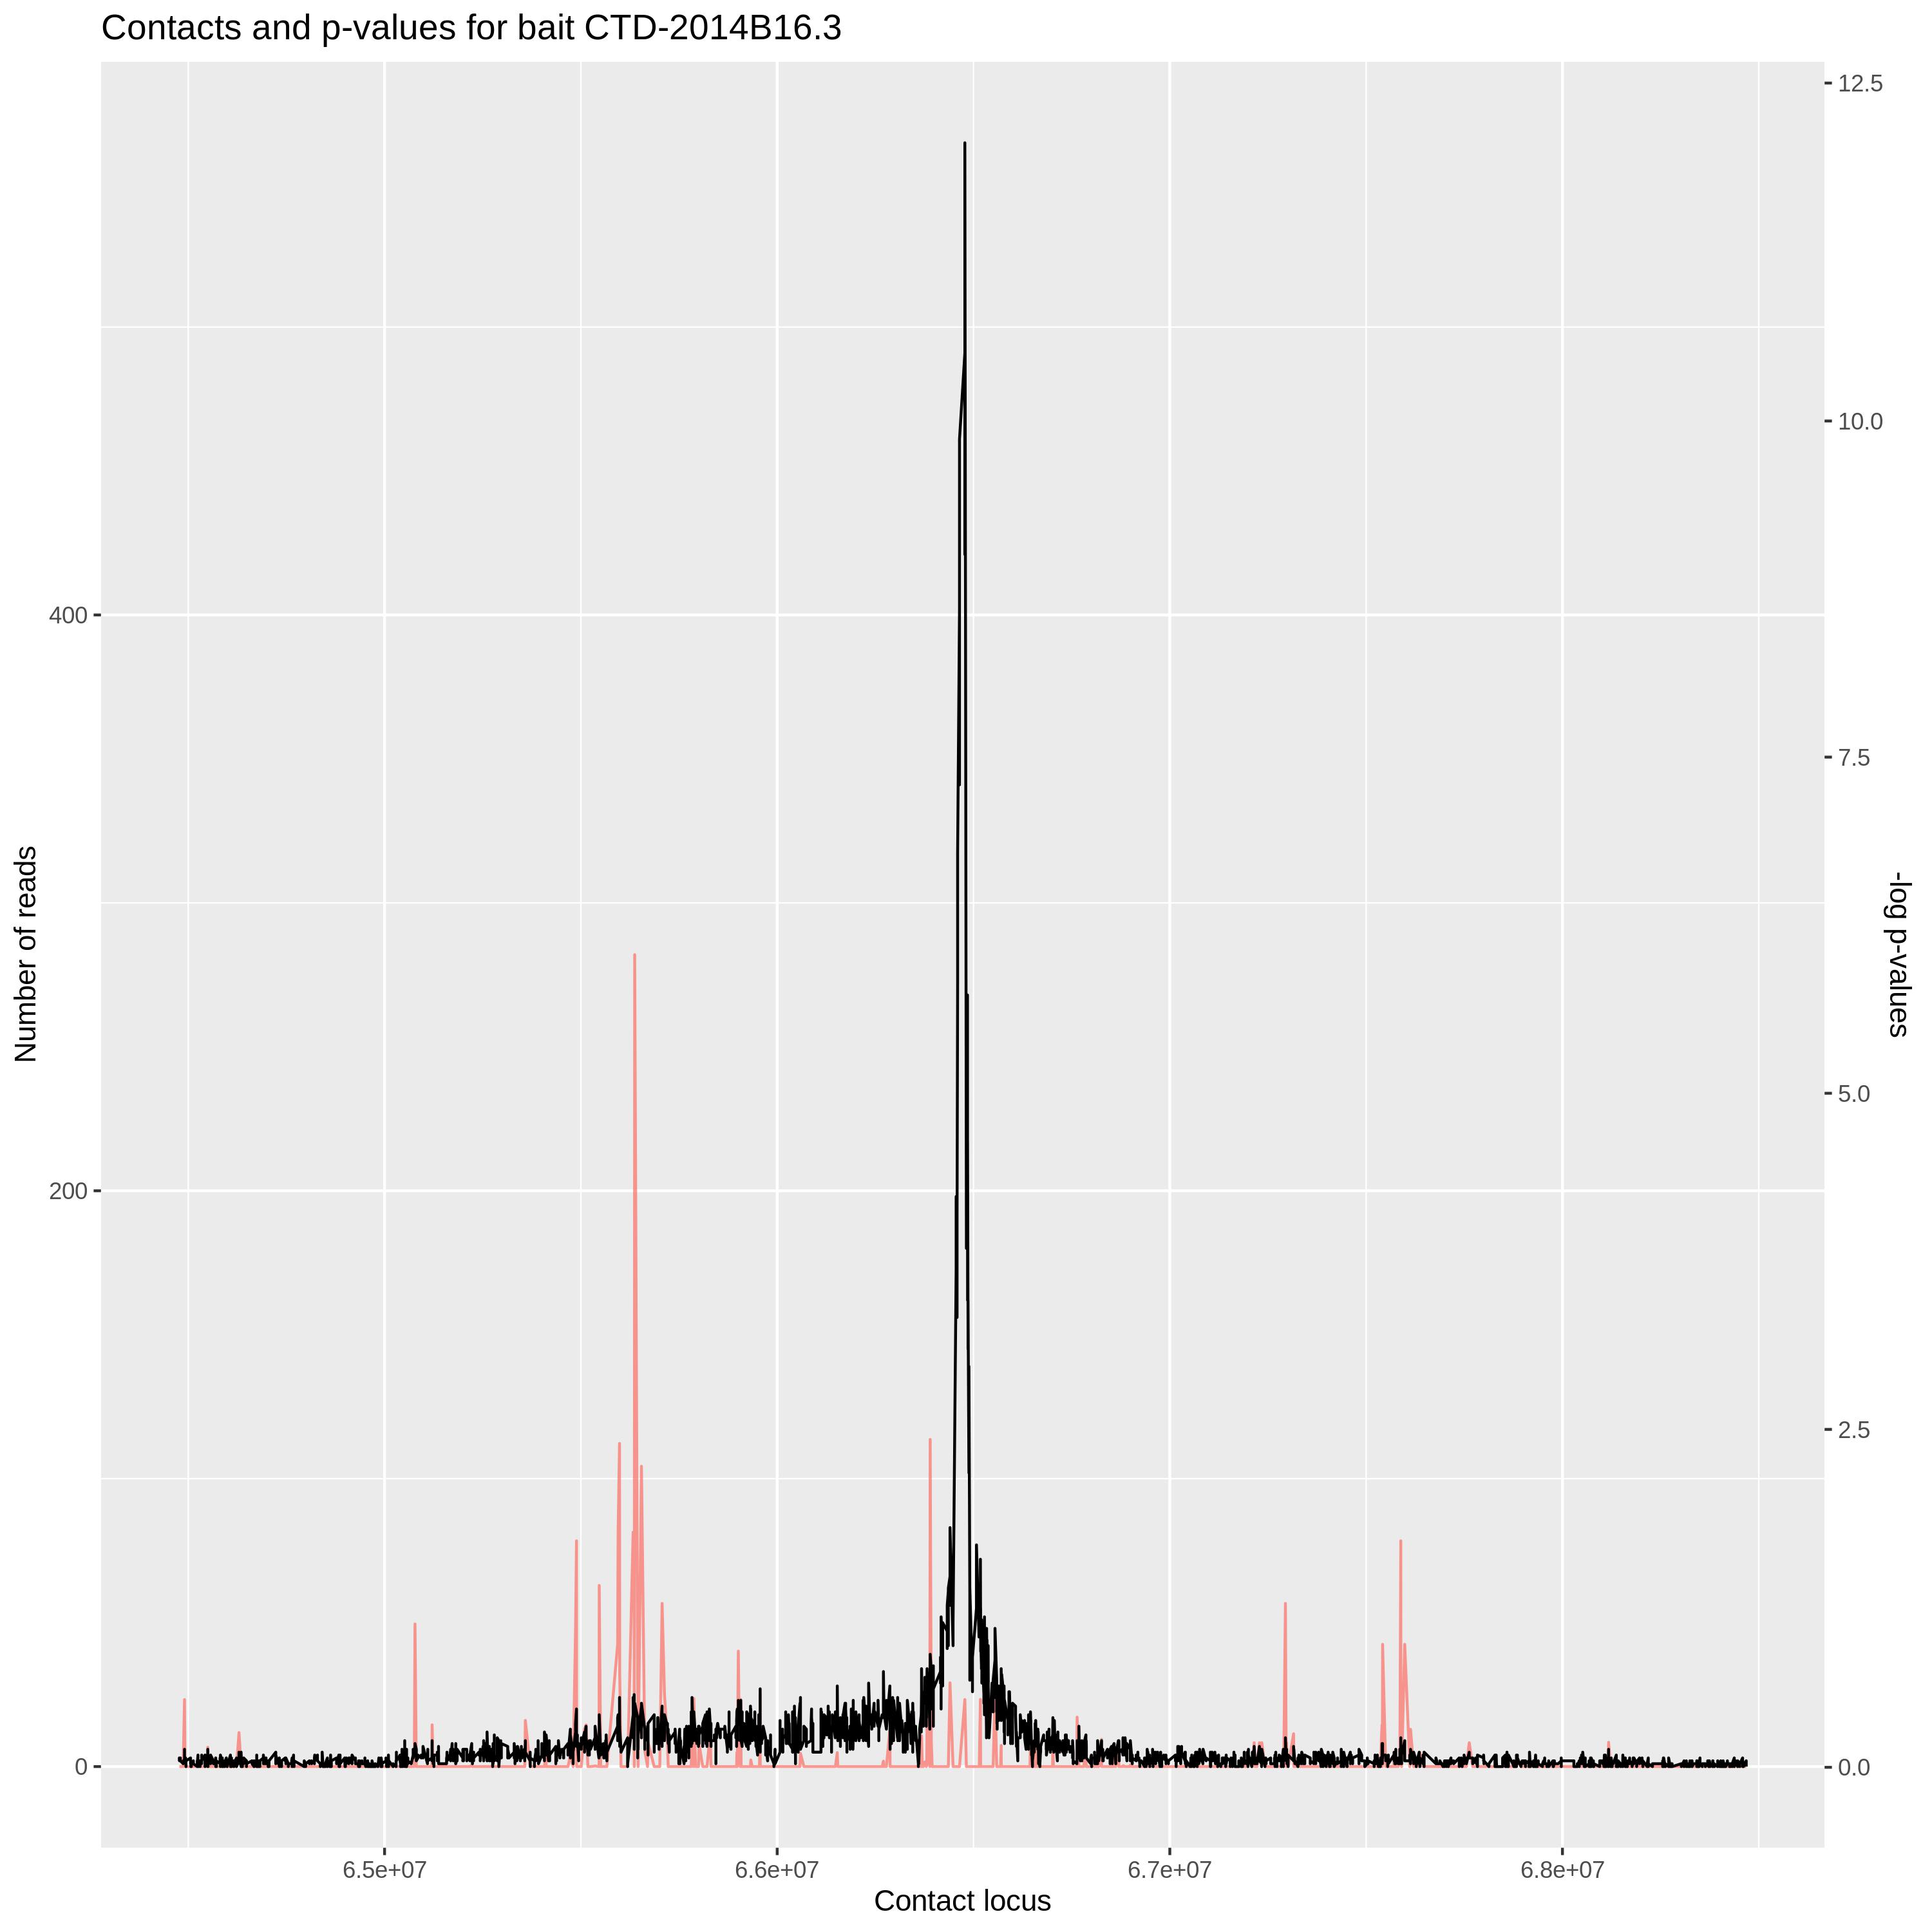 Contacts and p-values for bait CTD-2014B16.3
12.5
10.0
7.5
5.0
2.5
0.0
400
200
0
Number of reads
-log p-values
6.5e+07 6.6e+07 6.7e+07 6.8e+07
Contact locus